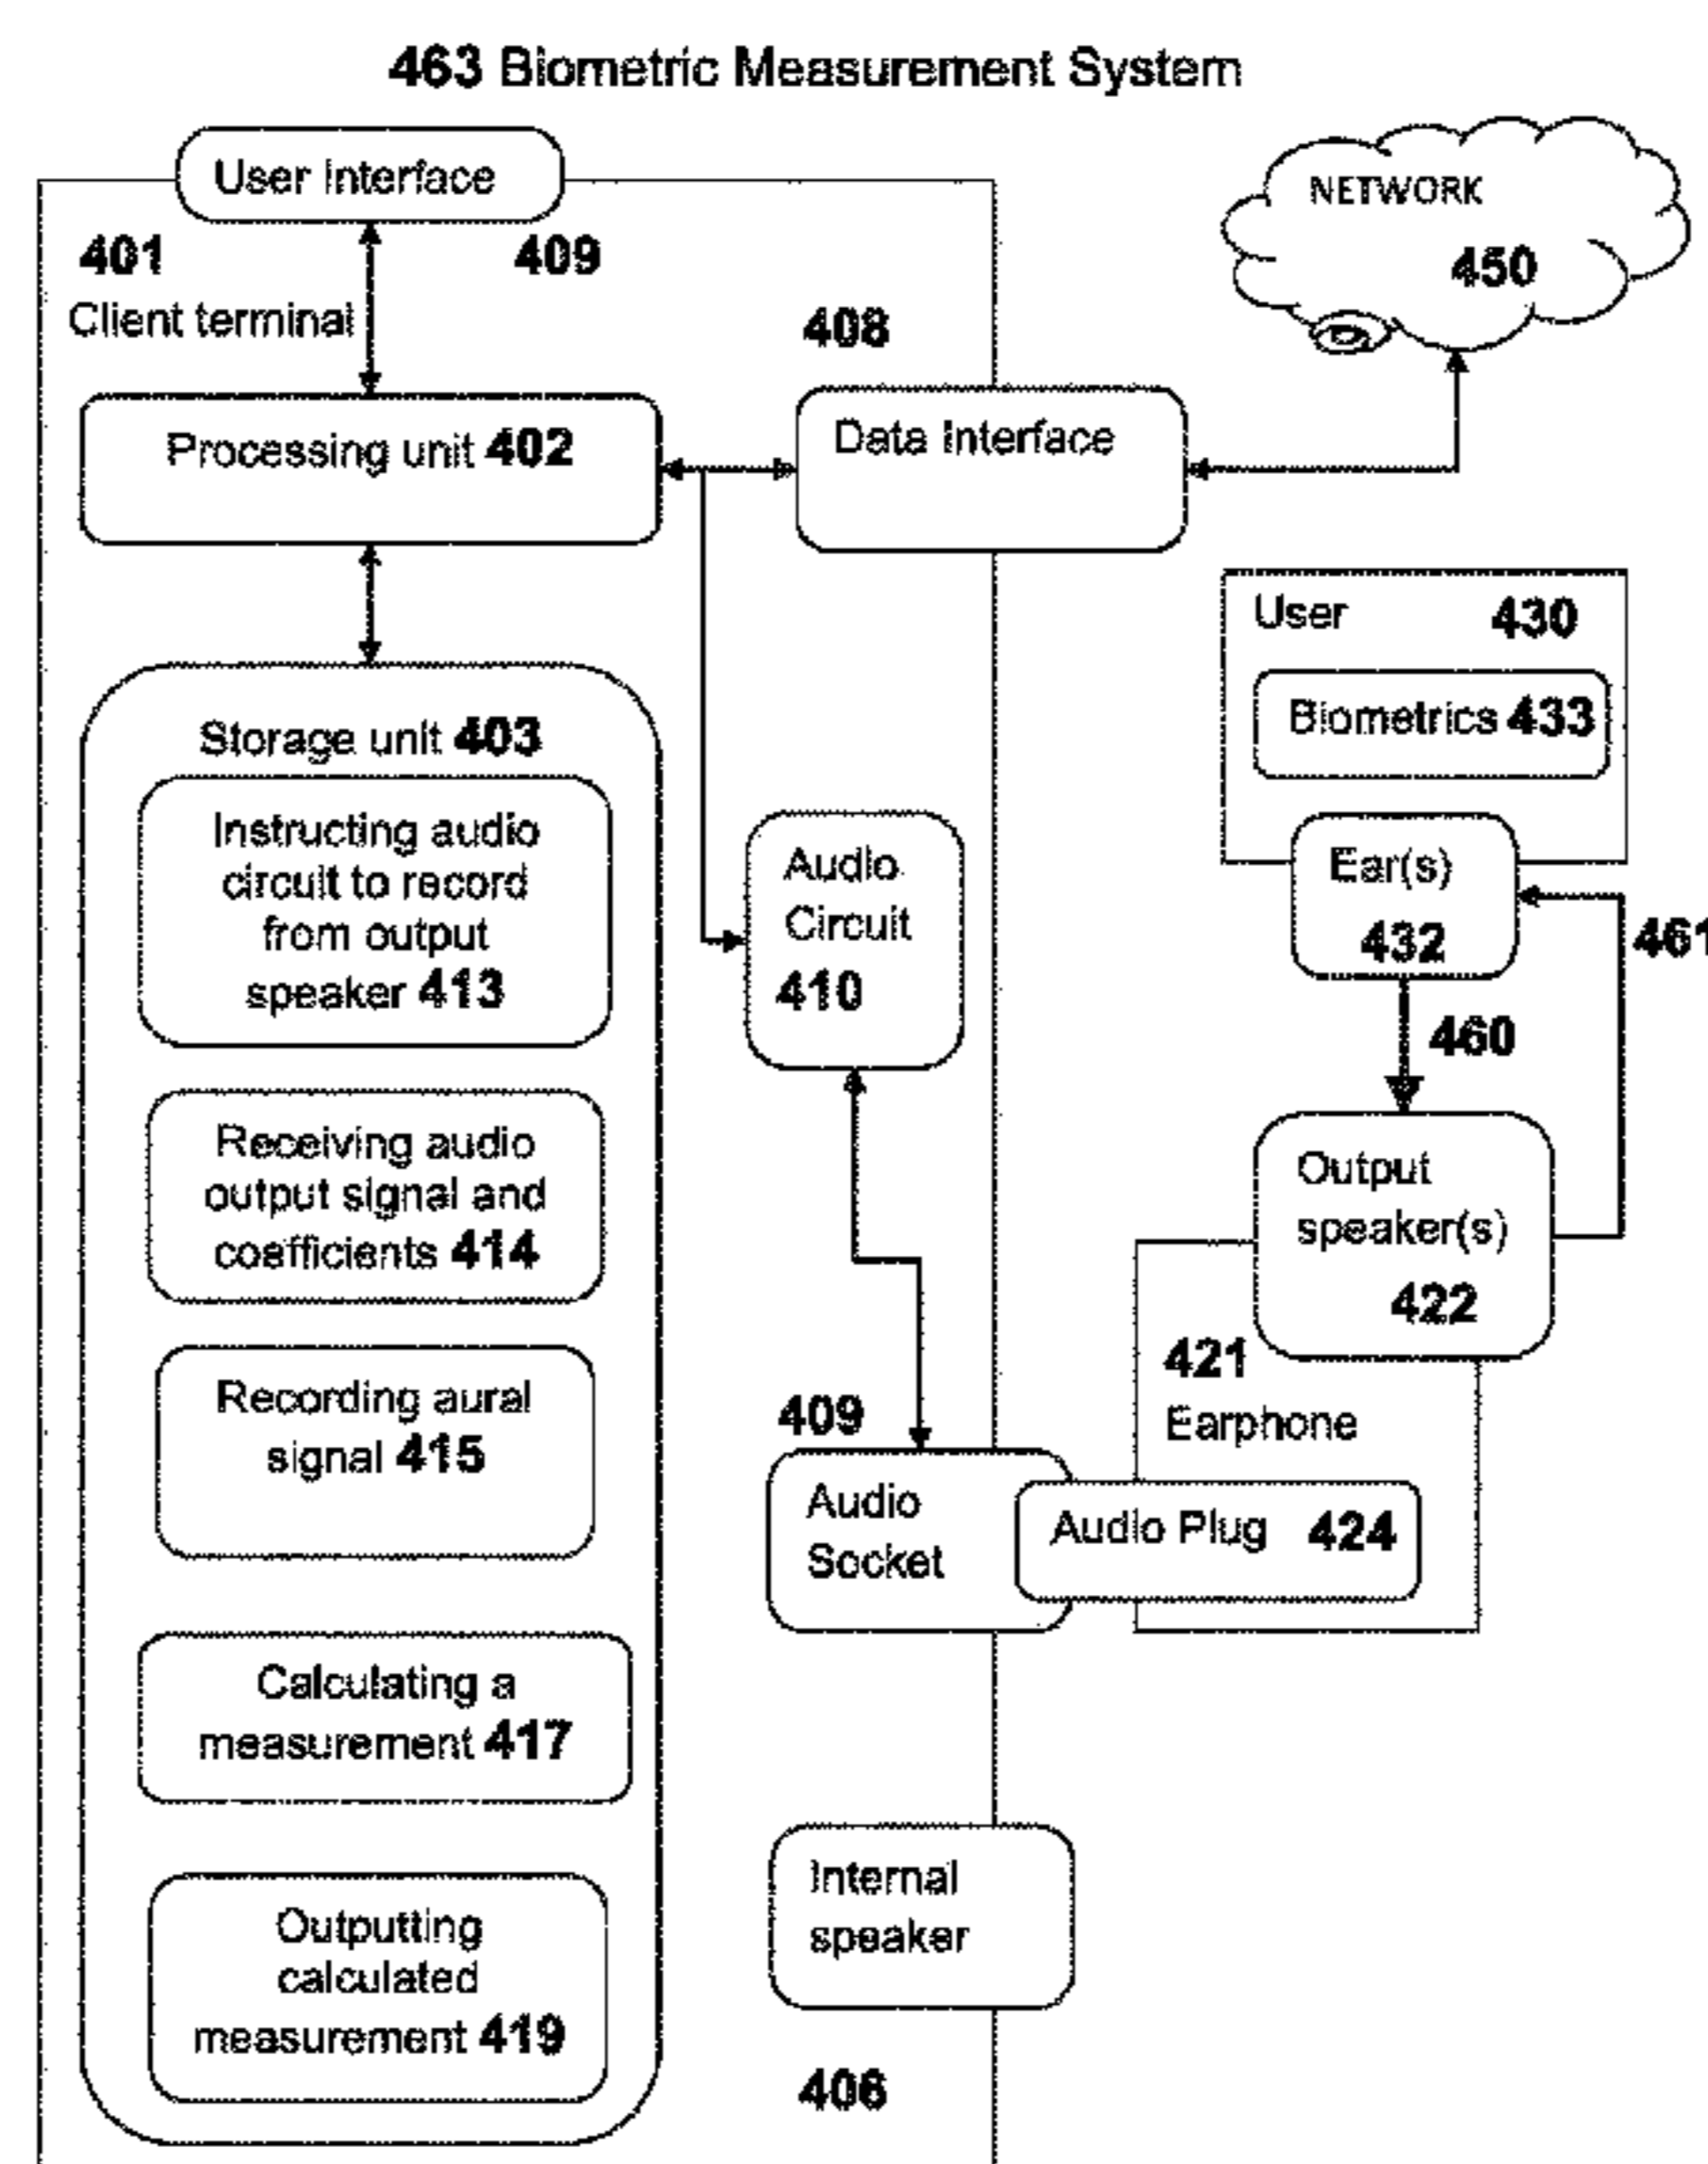 463 Biometric Measurement System
User Interface
NETWORK
450
401
409
Client terminal
408
Processing unit 402
Data Interface
User 430
Biometrics 433
Storage unit 403
Instructing audio
circuit to record
from output
speaker 413
Audio
Circuit
410
Ear(s)
432
461
460
Receiving audio
output signal and
coefficients 414
Output
speaker(s)
422
421
Earphone
Recording aural
signal 415
409
Audio
Socket
Audio Plug 424
Calculating a
measurement 417
Internal
speaker
Outputting
calculated
measurement 419
406